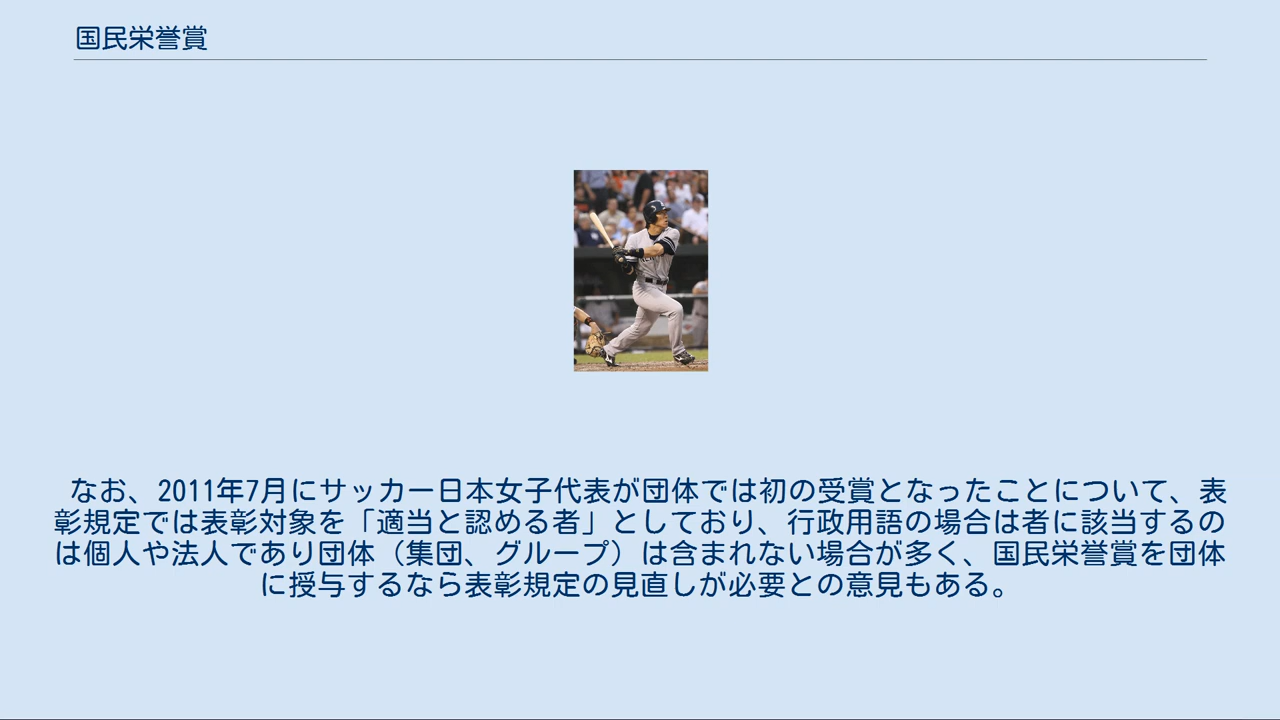 国民栄誉賞
なお、2011年7月にサッカー日本女子代表が団体では初の受賞となったことについて、表
彰規定では表彰対象を「適当と認める者」としており、行政用語の場合は者に該当するの
は個人や法人であり団体（集団、グループ）は含まれない場合が多く、国民栄誉賞を団体
に授与するなら表彰規定の見直しが必要との意見もある。